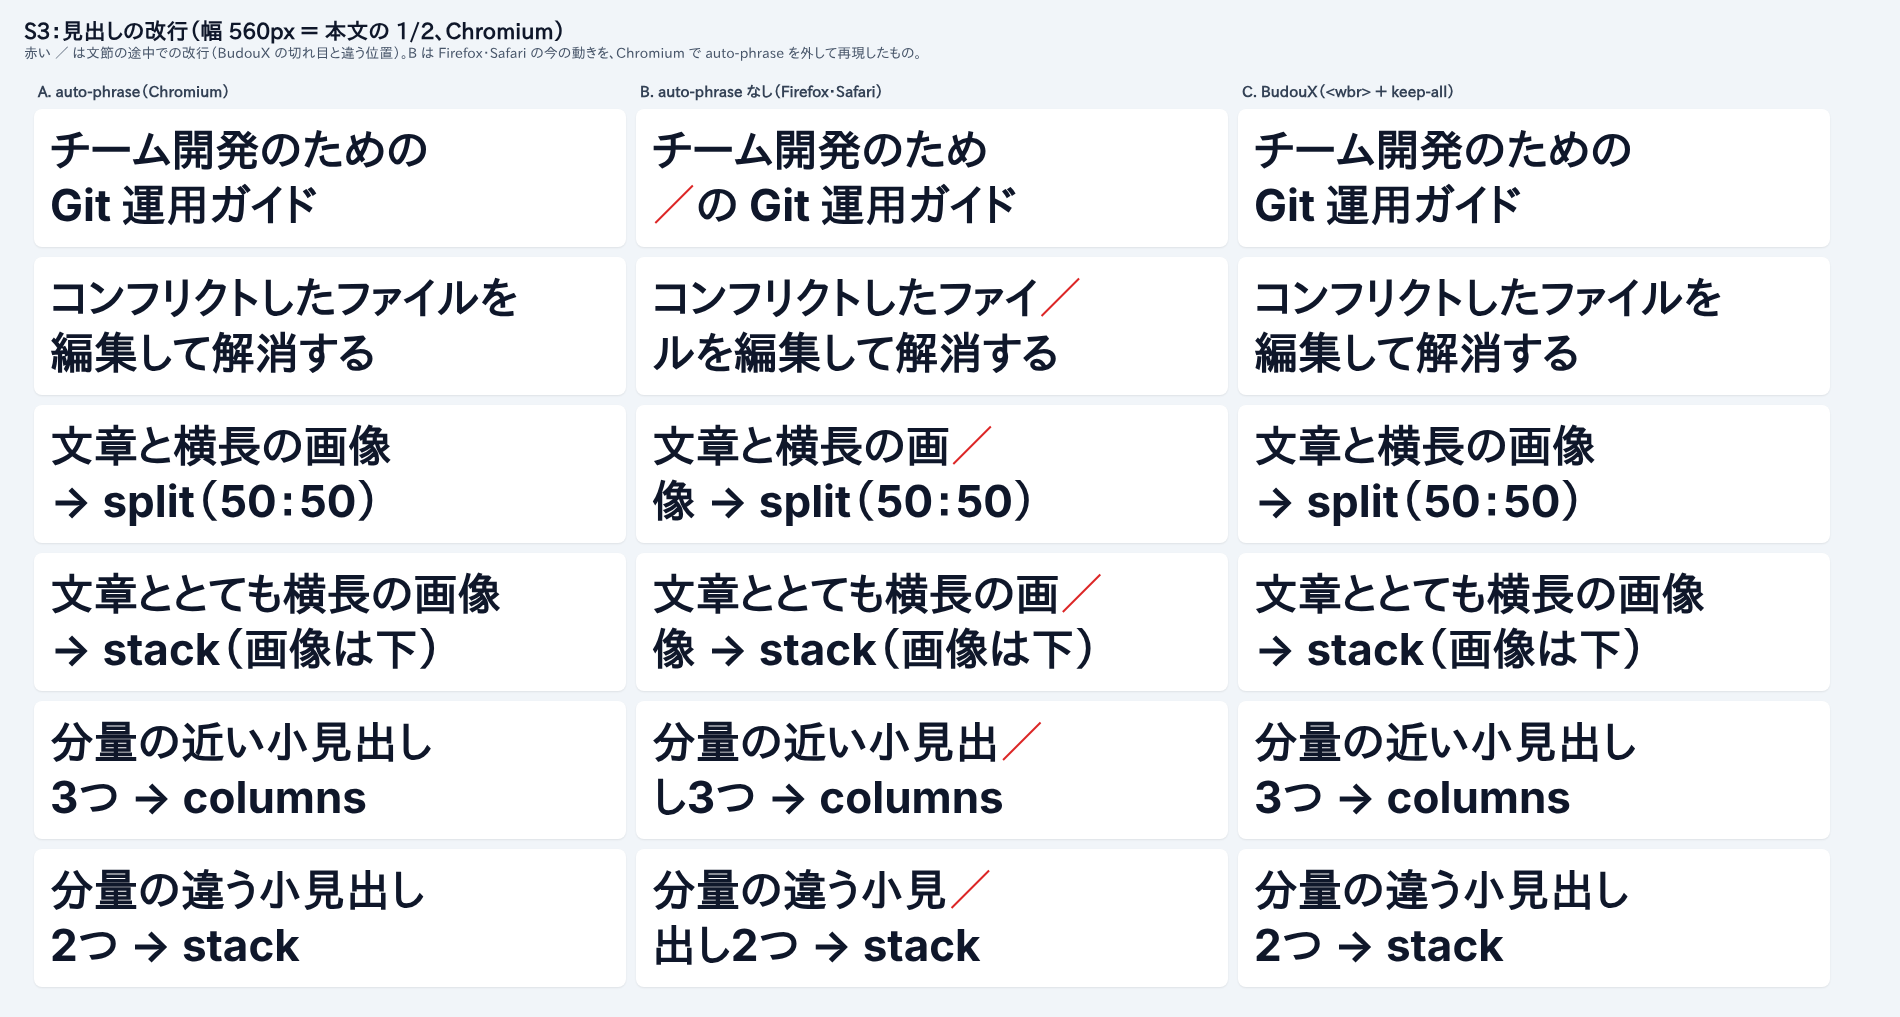 S3：見出しの改行（幅 560px ＝ 本文の 1/2、Chromium）
赤い ／ は文節の途中での改行（BudouX の切れ目と違う位置）。B は Firefox・Safari の今の動きを、Chromium で auto-phrase を外して再現したもの。
A. auto-phrase（Chromium）
チーム開発のための
Git 運用ガイド
コンフリクトしたファイルを
編集して解消する
文章と横長の画像
→ split（50：50）
文章ととても横長の画像
→ stack（画像は下）
分量の近い小見出し
3つ → columns
分量の違う小見出し
2つ → stack
B. auto-phrase なし（Firefox・Safari）
チーム開発のため
／の Git 運用ガイド
コンフリクトしたファイ／
ルを編集して解消する
文章と横長の画／
像 → split（50：50）
文章ととても横長の画／
像 → stack（画像は下）
分量の近い小見出／
し3つ → columns
分量の違う小見／
出し2つ → stack
C. BudouX（<wbr> ＋ keep-all）
チーム開発のための
Git 運用ガイド
コンフリクトしたファイルを
編集して解消する
文章と横長の画像
→ split（50：50）
文章ととても横長の画像
→ stack（画像は下）
分量の近い小見出し
3つ → columns
分量の違う小見出し
2つ → stack